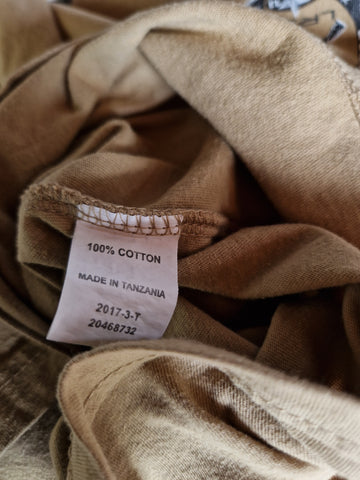 100% COTTON
MADE IN TANZANIA
2017-3-T
20468732